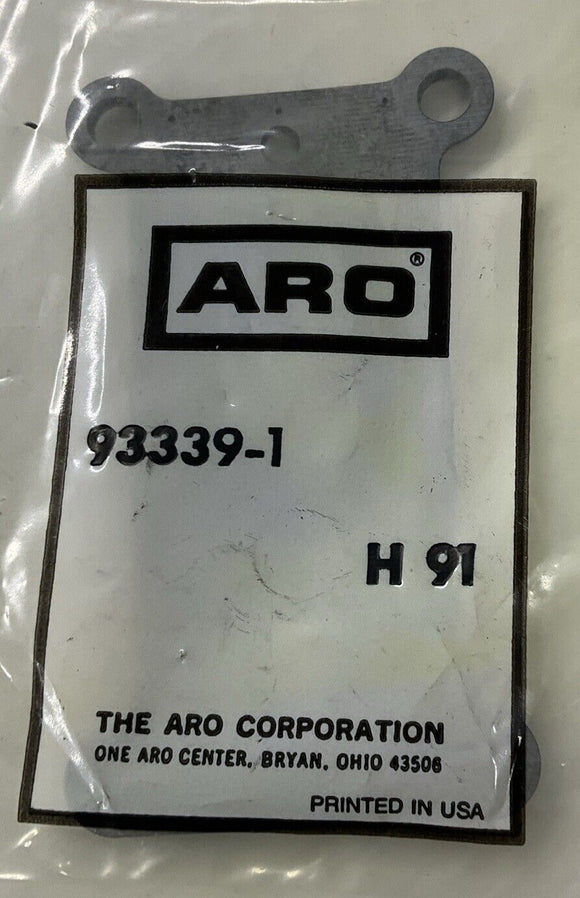 ARO®
93339-1
H 91
THE ARO CORPORATION
ONE ARO CENTER, BRYAN, OHIO 43506
PRINTED IN USA